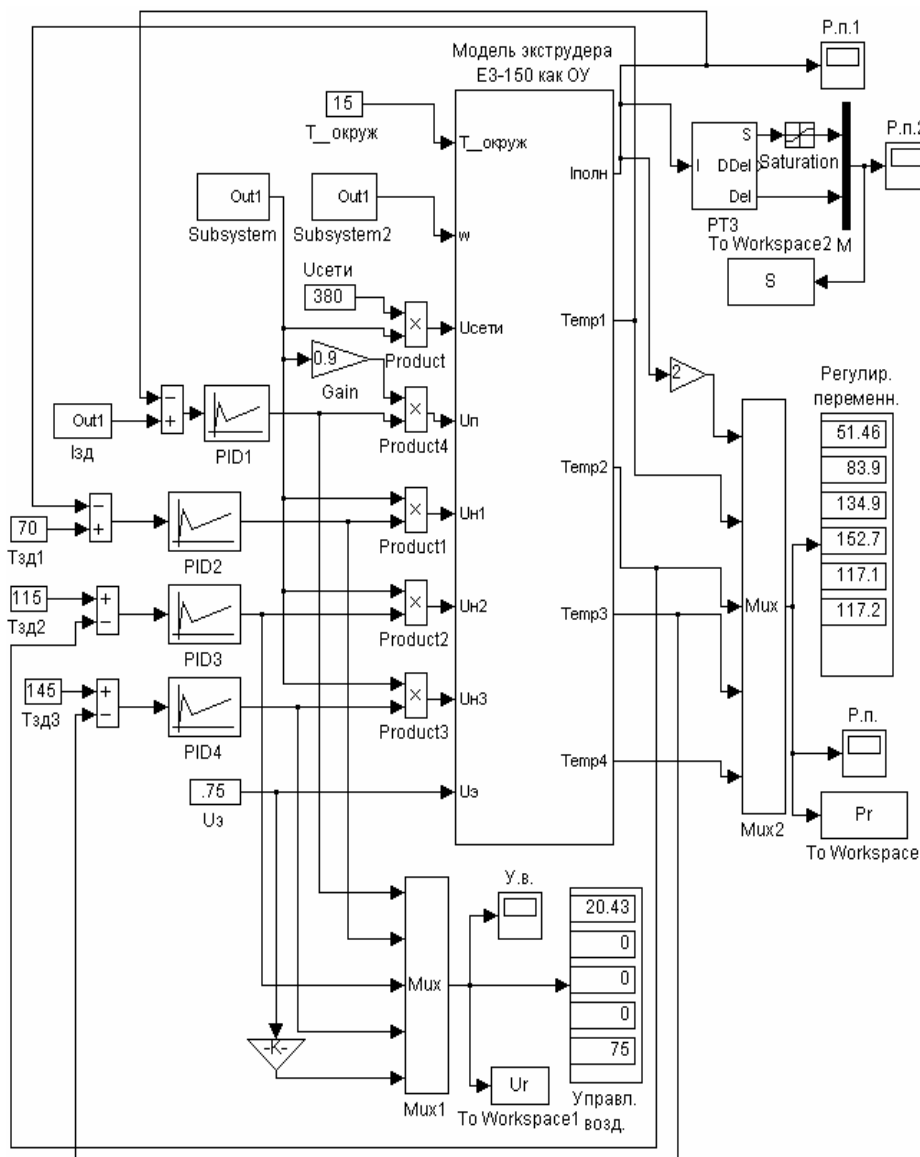 Модель экструдера
Е3-150 как ОУ
Р.п.1
Р.п.2
15
Т__окруж
Т__окруж
Iполн
I
S
DDel
Del
Saturation
РТЗ
To Workspace2
M
S
Out1
Subsystem
Out1
Subsystem2
w
Uсети
380
×
Uсети
Product
0.9
Gain
×
Uп
Product4
Temp1
2
Регулир.
переменн.
51.46
83.9
134.9
152.7
117.1
117.2
−
+
Out1
Iзд
PID1
Temp2
−
+
70
Тзд1
PID2
×
Uн1
Product1
115
Тзд2
+
−
PID3
×
Uн2
Product2
Temp3
Mux
145
Тзд3
+
−
PID4
×
Uн3
Product3
Temp4
Р.п.
.75
Uэ
Uэ
Mux2
Pr
To Workspace
У.в.
20.43
0
0
0
75
Mux
-K-
Mux1
Ur
To Workspace1
Управл.
возд.